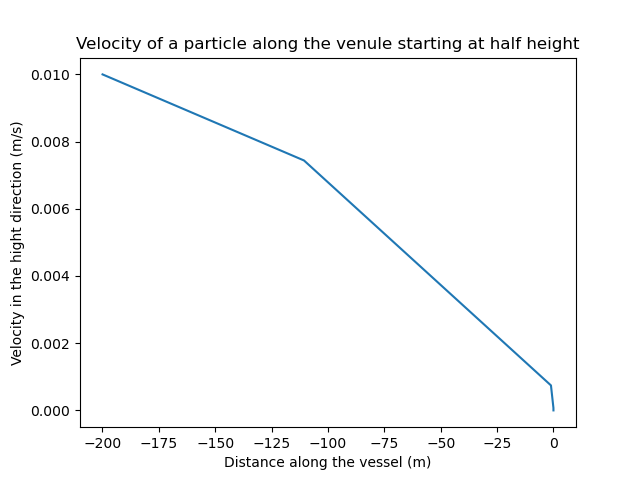 Velocity of a particle along the venule starting at half height
0.010
0.008
0.006
0.004
0.002
0.000
Velocity in the hight direction (m/s)
−200 −175 −150 −125 −100 −75 −50 −25 0
Distance along the vessel (m)